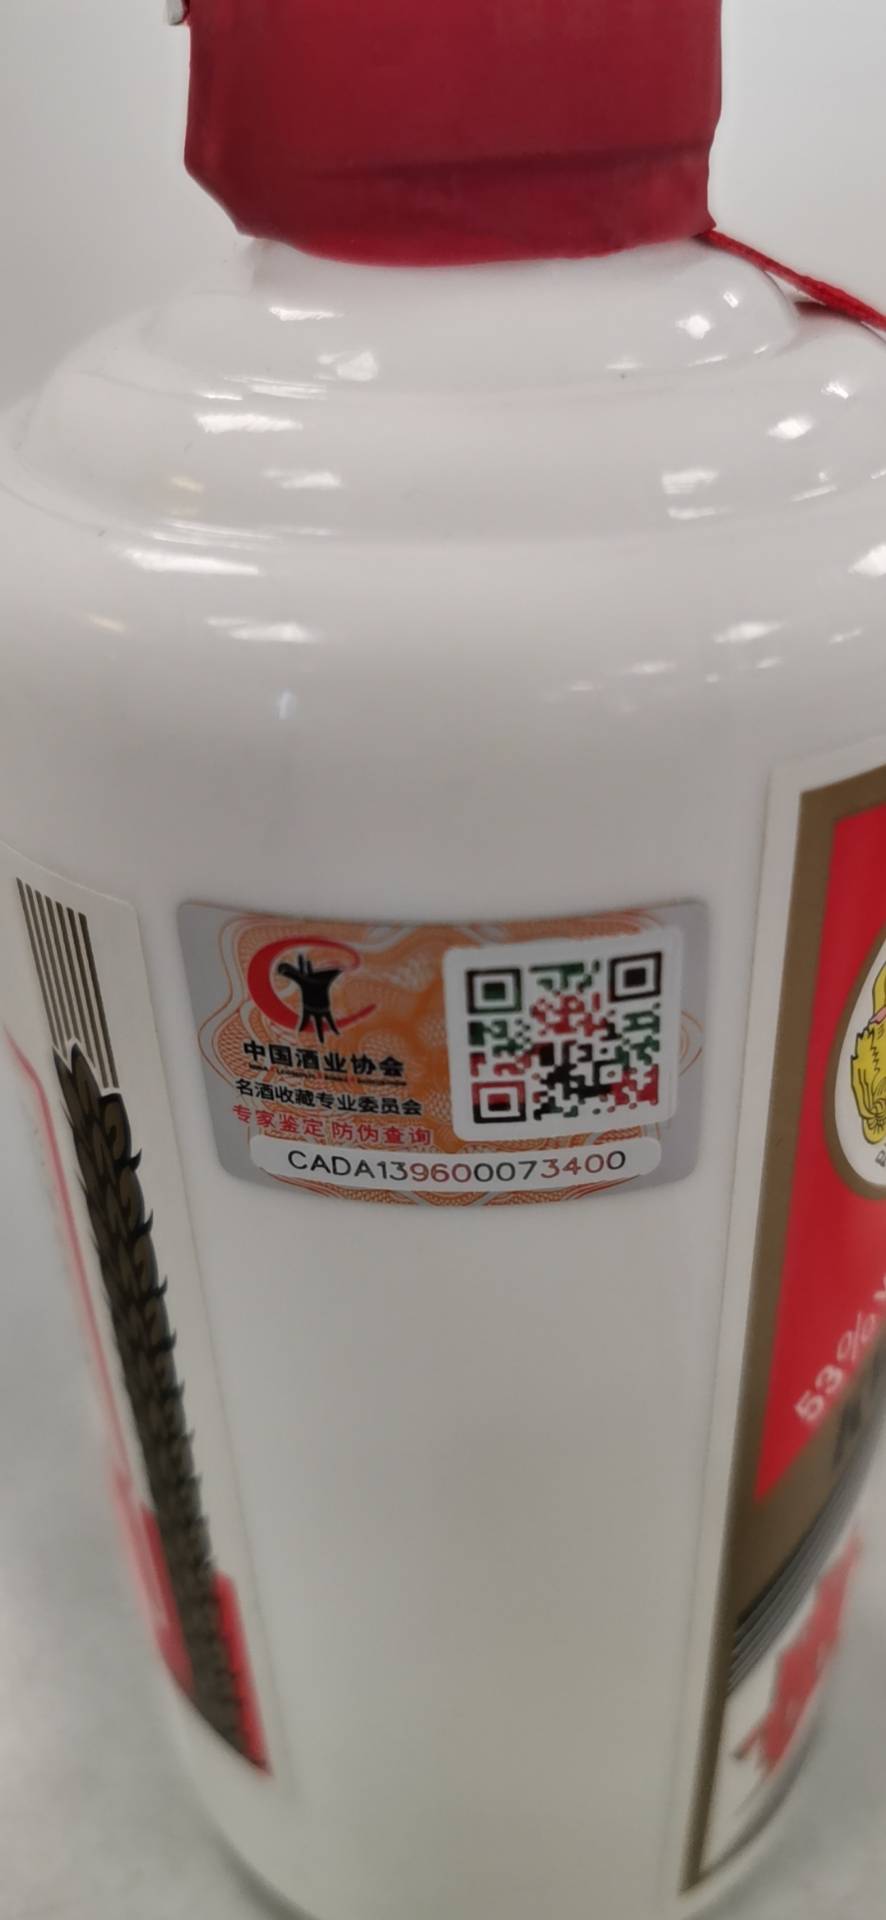 中国酒业协会
名酒收藏专业委员会
专家鉴定 防伪查询
CADA139600073400
53%